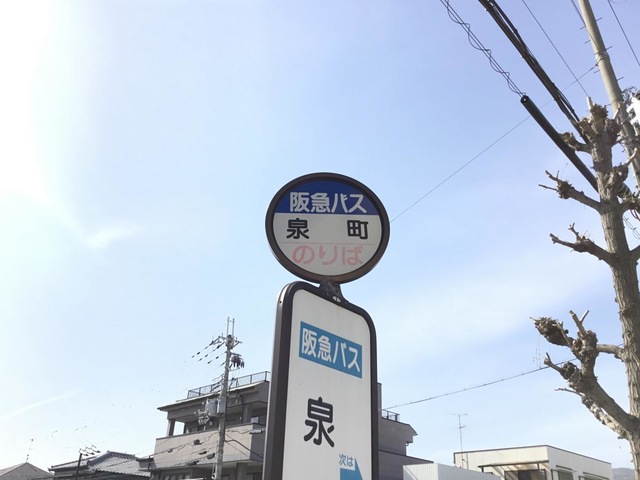 阪急バス
泉 町
のりば
阪急バス
泉
次は